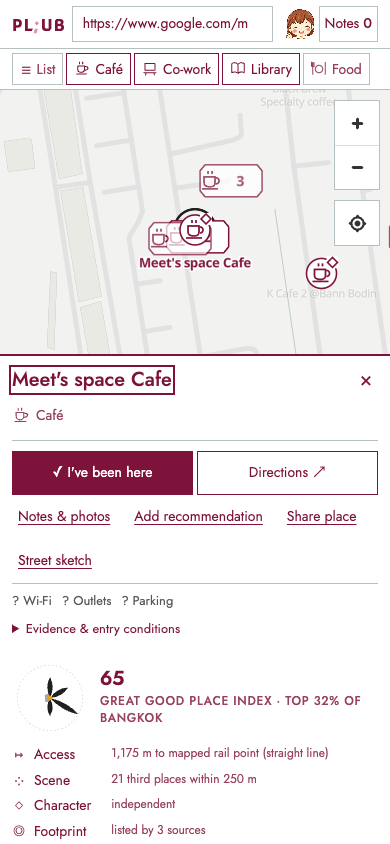 PL;UB
https://www.google.com/m
Notes 0
List
Café
Co-work
Library
Food
Specialty coffee
3
Meet's space Cafe
K Cafe 2 @Bann Bodin
Meet's space Cafe
Café
✓ I've been here
Directions ↗
Notes & photos
Add recommendation
Share place
Street sketch
? Wi-Fi ? Outlets ? Parking
▶ Evidence & entry conditions
65
GREAT GOOD PLACE INDEX · TOP 32% OF
BANGKOK
Access 1,175 m to mapped rail point (straight line)
Scene 21 third places within 250 m
Character independent
Footprint listed by 3 sources